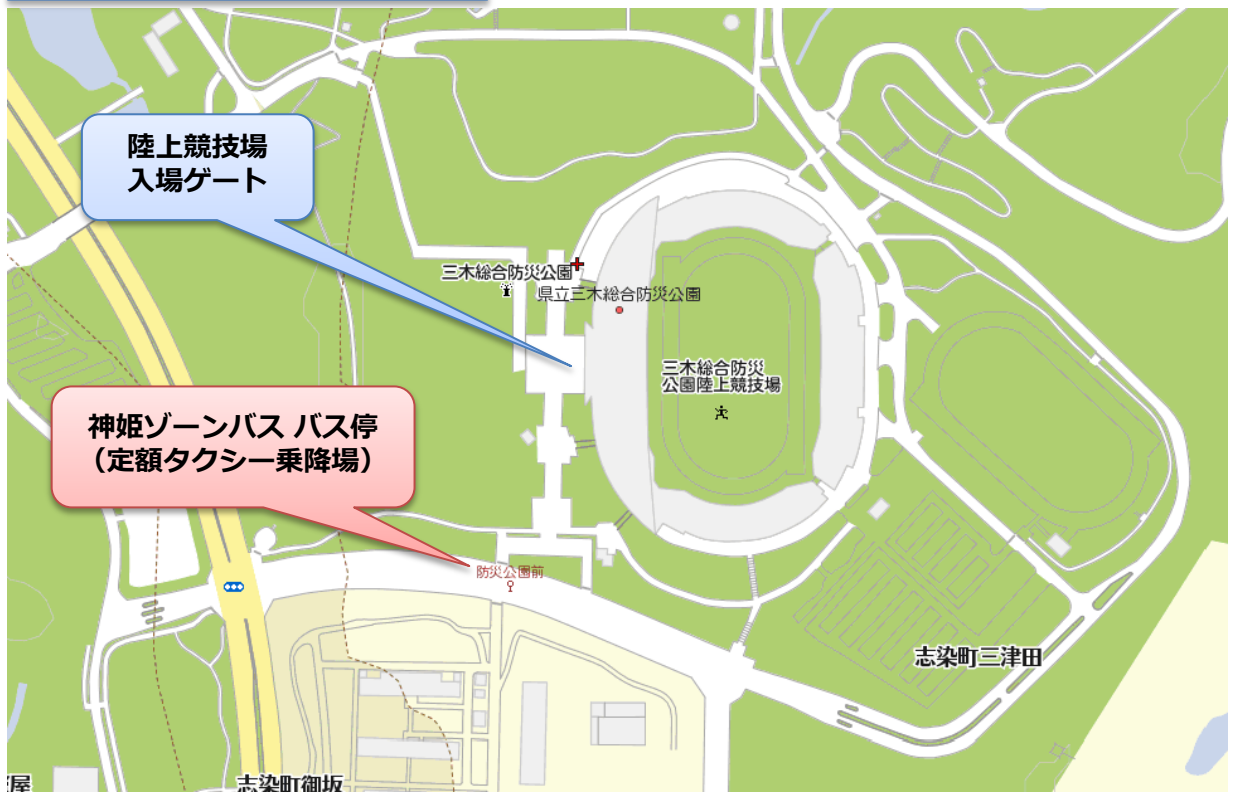 陸上競技場
入場ゲート
三木総合防災公園
県立三木総合防災公園
三木総合防災
公園陸上競技場
神姫ゾーンバス バス停
（定額タクシー乗降場）
防災公園前
志染町三津田
志染町御坂